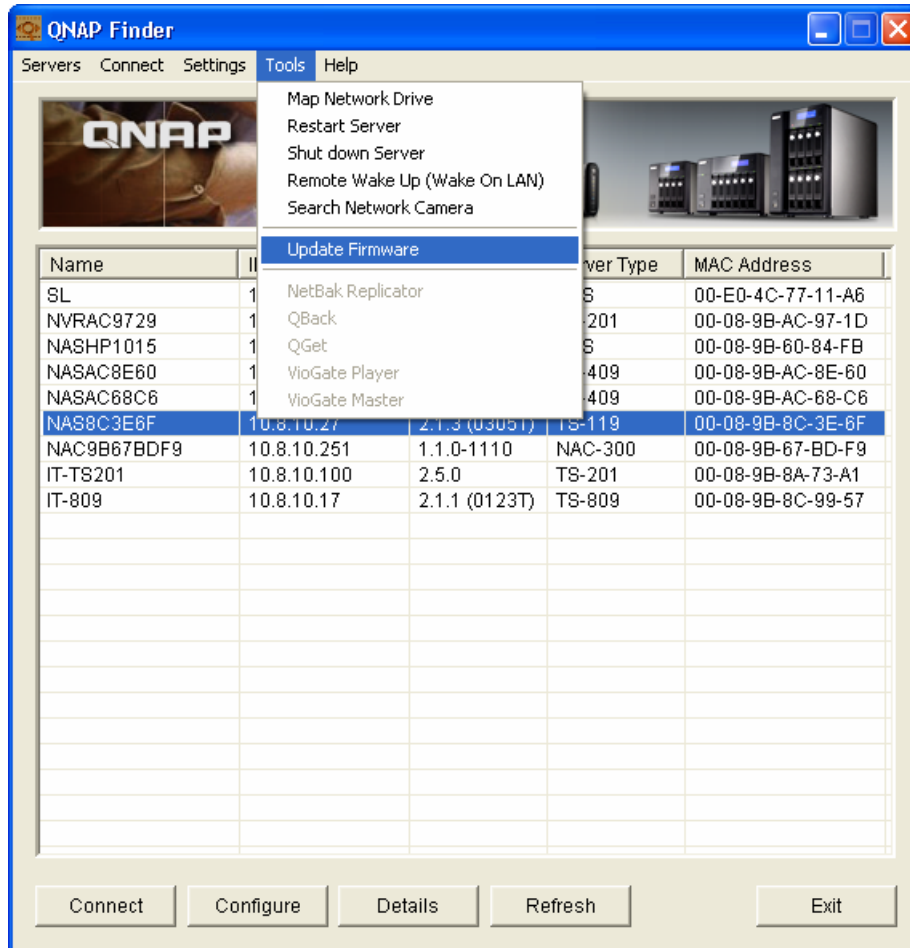 QNAP Finder
Servers Connect Settings Tools Help
Map Network Drive
Restart Server
Shut down Server
Remote Wake Up (Wake On LAN)
Search Network Camera
Update Firmware
NetBak Replicator
QBack
QGet
VioGate Player
VioGate Master
QNAP
Name MAC Address
SL 00-E0-4C-77-11-A6
NVRAC9729 00-08-9B-AC-97-1D
NASHP1015 00-08-9B-60-84-FB
NASAC8E60 00-08-9B-AC-8E-60
NASAC68C6 00-08-9B-AC-68-C6
NAS8C3E6F 10.8.10.27 2.1.3 (0305T) TS-119 00-08-9B-8C-3E-6F
NAC9B67BDF9 10.8.10.251 1.1.0-1110 NAC-300 00-08-9B-67-BD-F9
IT-TS201 10.8.10.100 2.5.0 TS-201 00-08-9B-8A-73-A1
IT-809 10.8.10.17 2.1.1 (0123T) TS-809 00-08-9B-8C-99-57
Connect Configure Details Refresh Exit